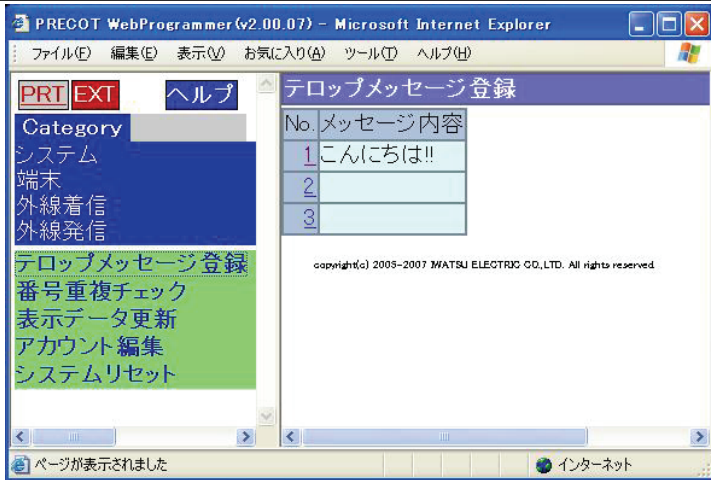 PRECOT WebProgrammer(v2.00.07) - Microsoft Internet Explorer
ファイル(F) 編集(E) 表示(V) お気に入り(A) ツール(T) ヘルプ(H)
PRT EXT ヘルプ
Category
システム
端末
外線着信
外線発信
テロップメッセージ登録
番号重複チェック
表示データ更新
アカウント編集
システムリセット
テロップメッセージ登録
No. メッセージ内容
1 こんにちは!!
2
3
copyright(c) 2005-2007 IWATSU ELECTRIC CO.,LTD. All rights reserved
ページが表示されました インターネット